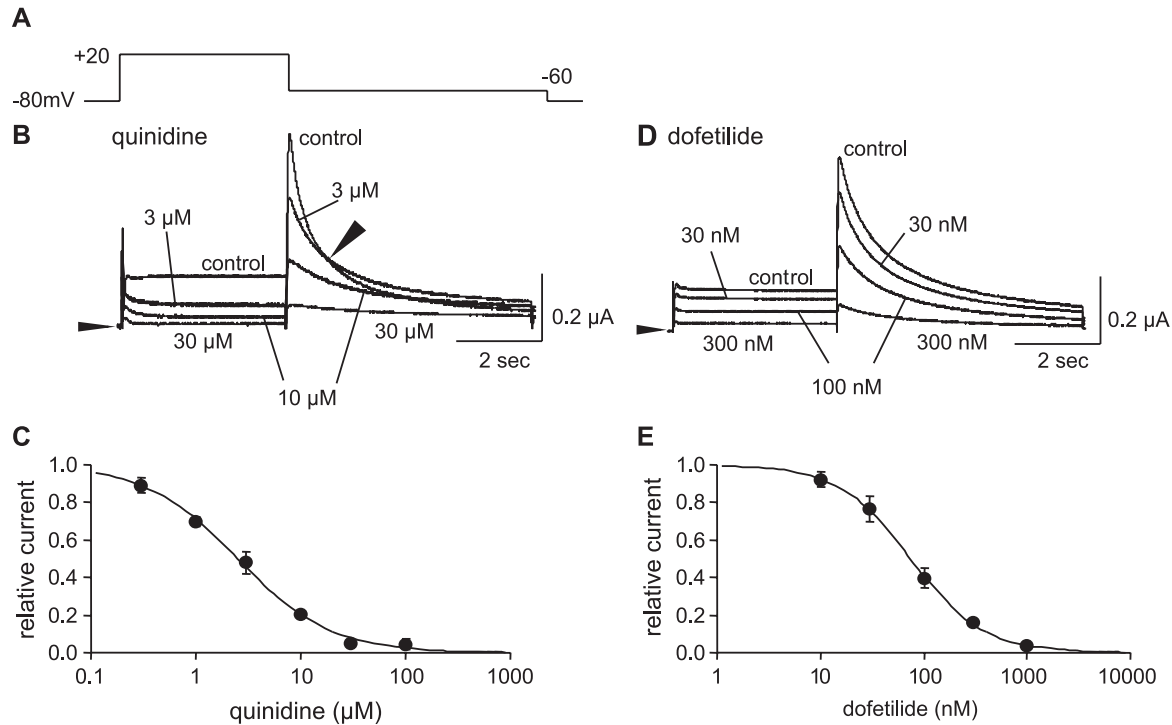 A
+20
-60
-80mV
B quinidine
control
3 µM
3 µM
control
30 µM
30 µM
10 µM
0.2 µA
2 sec
D dofetilide
control
30 nM
30 nM
control
300 nM
300 nM
100 nM
0.2 µA
2 sec
C
relative current
1.0
0.8
0.6
0.4
0.2
0.0
0.1 1 10 100 1000
quinidine (µM)
E
relative current
1.0
0.8
0.6
0.4
0.2
0.0
1 10 100 1000 10000
dofetilide (nM)